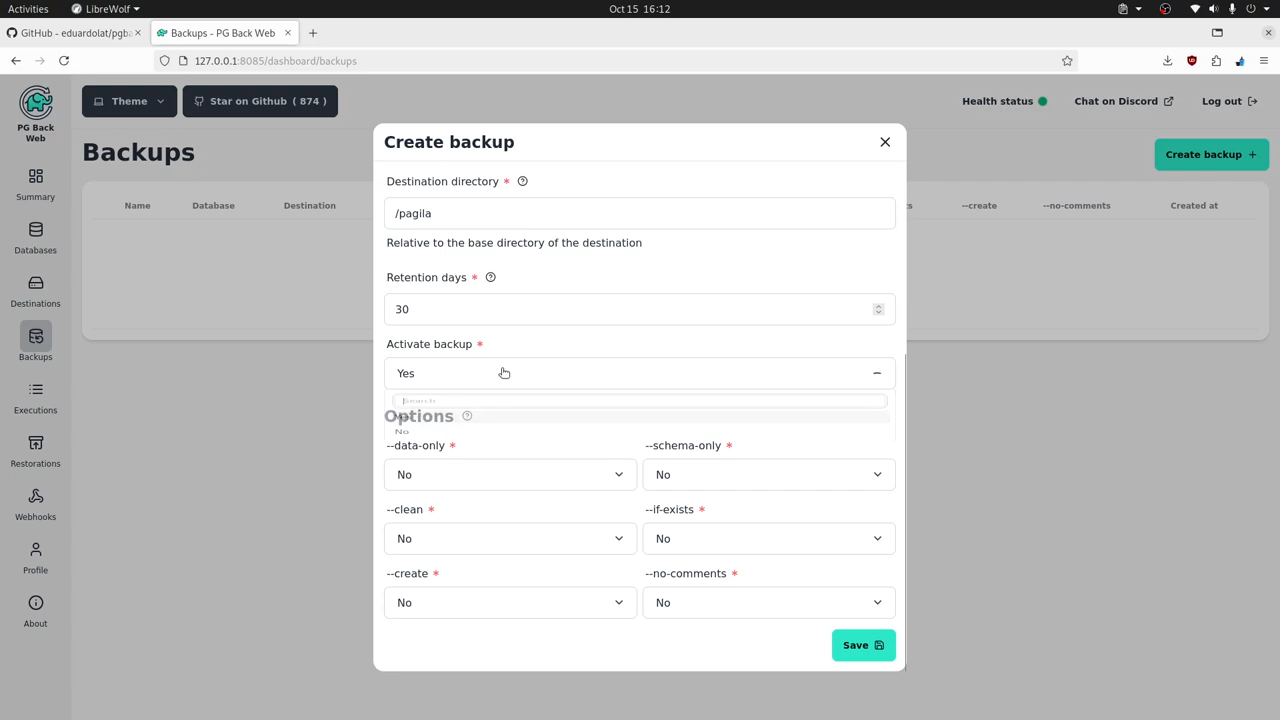 Activities
LibreWolf
Oct 15 16:12
GitHub - eduardolat/pgba
Backups - PG Back Web
127.0.0.1:8085/dashboard/backups
PG Back
Web
Theme
Star on Github ( 874 )
Health status
Chat on Discord
Log out
Backups
Create backup
Name
Database
Destination
--create
--no-comments
Created at
Summary
Databases
Destinations
Backups
Executions
Restorations
Webhooks
Profile
About
Create backup
Destination directory *
/pagila
Relative to the base directory of the destination
Retention days *
30
Activate backup *
Yes
Search
No
Options
--data-only *
--schema-only *
No
No
--clean *
--if-exists *
No
No
--create *
--no-comments *
No
No
Save